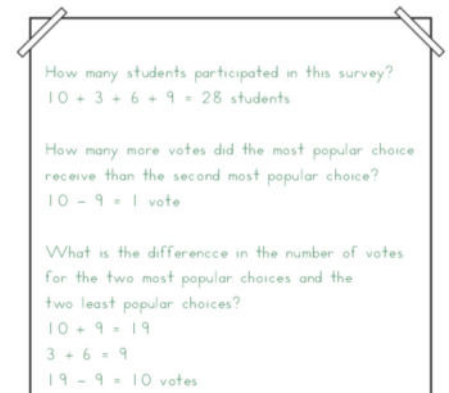 How many students participated in this survey?
10 + 3 + 6 + 9 = 28 students
How many more votes did the most popular choice
receive than the second most popular choice?
10 - 9 = 1 vote
What is the differencce in the number of votes
for the two most popular choices and the
two least popular choices?
10 + 9 = 19
3 + 6 = 9
19 - 9 = 10 votes